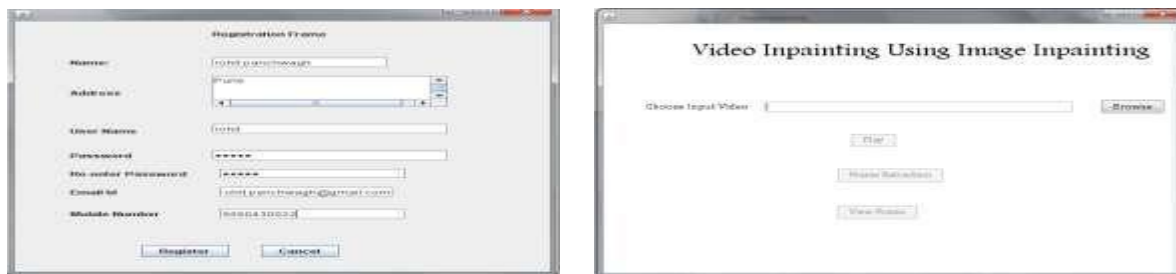 Registration Frame
Name:
rohit panchwagh
Address
Pune
User Name
rohit
Password
•••••
Re-enter Password
•••••
Email Id
rohit.panchwagh@gmail.com
Mobile Number
Register Cancel
Video Inpainting Using Image Inpainting
Choose Input Video Browse
Play
Frame Extraction
View Frame